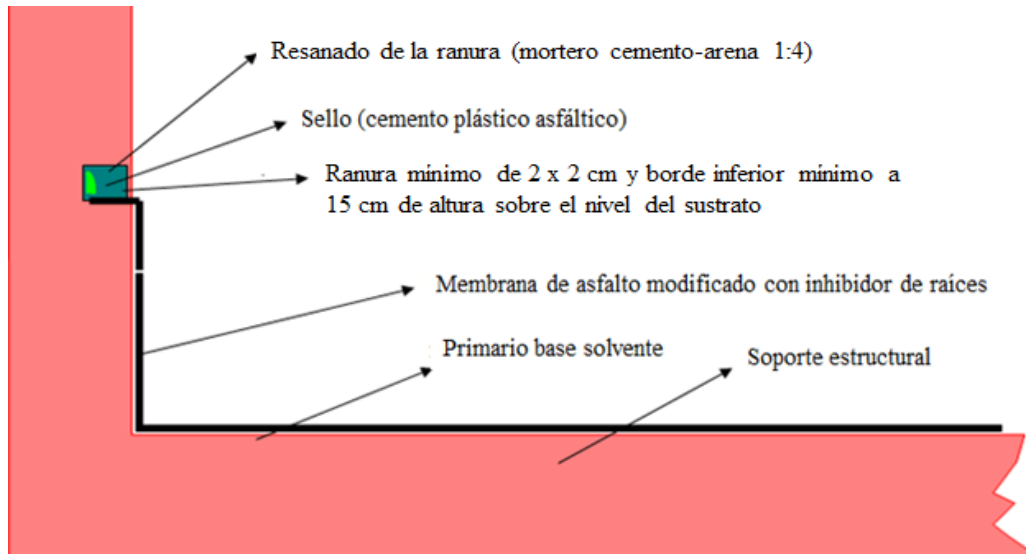 Resanado de la ranura (mortero cemento-arena 1:4)
Sello (cemento plástico asfáltico)
Ranura mínimo de 2 x 2 cm y borde inferior mínimo a
15 cm de altura sobre el nivel del sustrato
Membrana de asfalto modificado con inhibidor de raíces
Primario base solvente
Soporte estructural